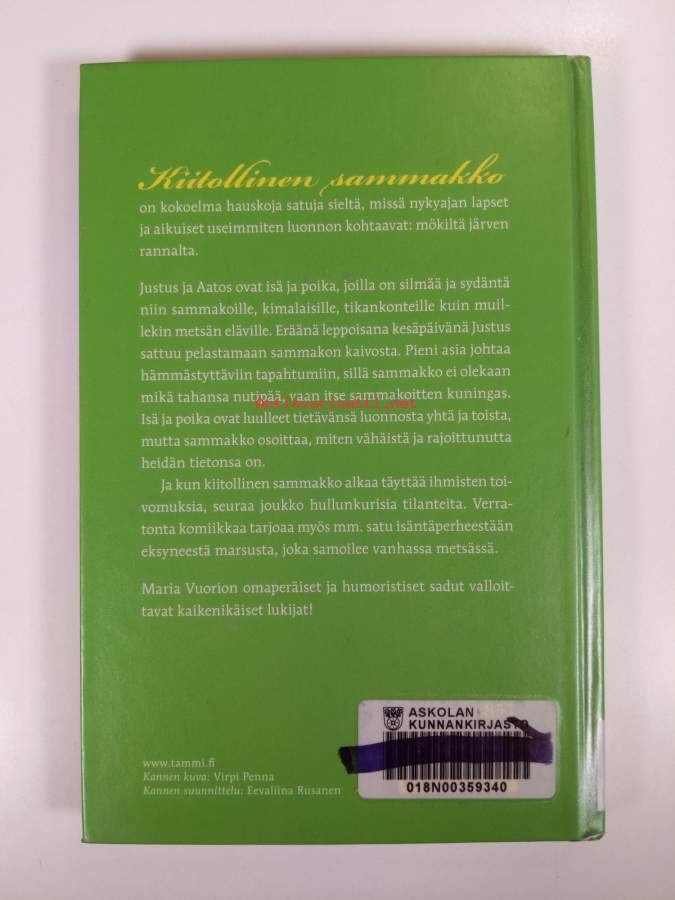 Kiitollinen sammakko
on kokoelma hauskoja satuja sieltä, missä nykyajan lapset
ja aikuiset useimmiten luonnon kohtaavat: mökiltä järven
rannalta.
Justus ja Aatos ovat isä ja poika, joilla on silmää ja sydäntä
niin sammakoille, kimalaisille, tikankonteille kuin muil-
lekin metsän eläville. Eräänä leppoisana kesäpäivänä Justus
sattuu pelastamaan sammakon kaivosta. Pieni asia johtaa
hämmästyttäviin tapahtumiin, sillä sammakko ei olekaan
mikä tahansa nutipää, vaan itse sammakoitten kuningas.
Antikvariaatti.net
Isä ja poika ovat luulleet tietävänsä luonnosta yhtä ja toista,
mutta sammakko osoittaa, miten vähäistä ja rajoittunutta
heidän tietonsa on.
Ja kun kiitollinen sammakko alkaa täyttää ihmisten toi-
vomuksia, seuraa joukko hullunkurisia tilanteita. Verra-
tonta komiikkaa tarjoaa myös mm. satu isäntäperheestään
eksyneestä marsusta, joka samoilee vanhassa metsässä.
Maria Vuorion omaperäiset ja humoristiset sadut valloit-
tavat kaikenikäiset lukijat!
ASKOLAN
KUNNANKIRJASTO
018N00359340
www.tammi.fi
Kannen kuva: Virpi Penna
Kannen suunnittelu: Eevaliina Rusanen